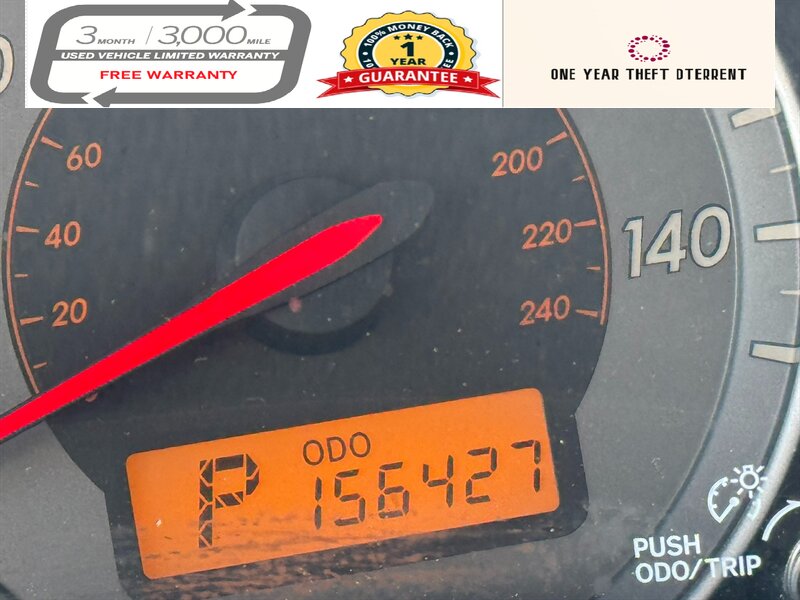 3 MONTH / 3,000 MILE
USED VEHICLE LIMITED WARRANTY
FREE WARRANTY
100% MONEY BACK
1
YEAR
GUARANTEE
ONE YEAR THEFT DTERRENT
60
40
20
200
220
240
140
ODO
P 156427
PUSH
ODO/TRIP